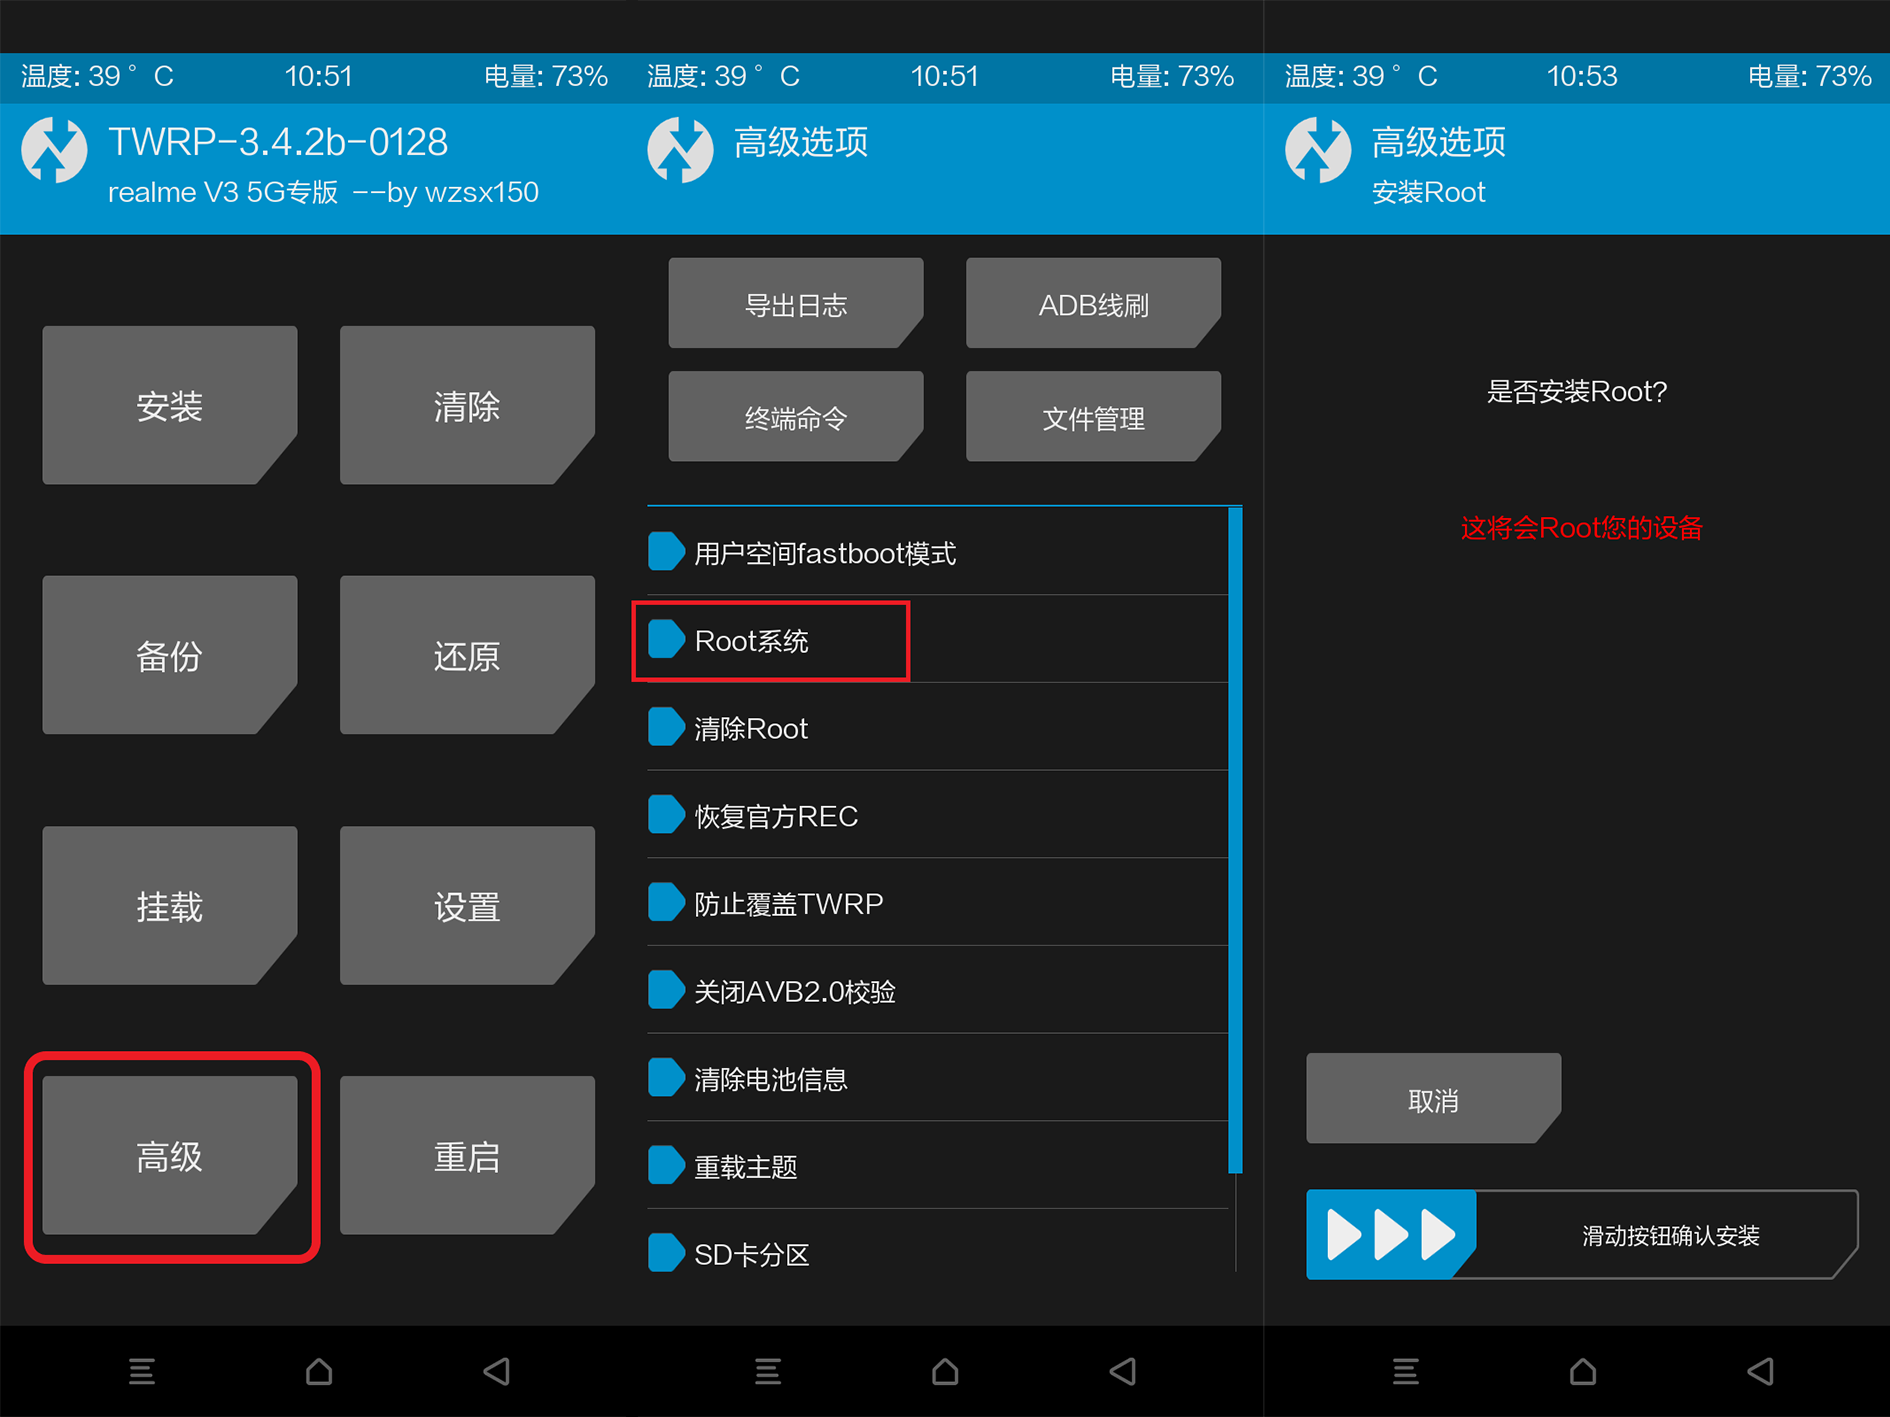 温度: 39 ° C 10:51 电量: 73%
TWRP-3.4.2b-0128
realme V3 5G专版 --by wzsx150
安装 清除
备份 还原
挂载 设置
高级 重启
温度: 39 ° C 10:51 电量: 73%
高级选项
导出日志 ADB线刷
终端命令 文件管理
用户空间fastboot模式
Root系统
清除Root
恢复官方REC
防止覆盖TWRP
关闭AVB2.0校验
清除电池信息
重载主题
SD卡分区
温度: 39 ° C 10:53 电量: 73%
高级选项
安装Root
是否安装Root?
这将会Root您的设备
取消
滑动按钮确认安装